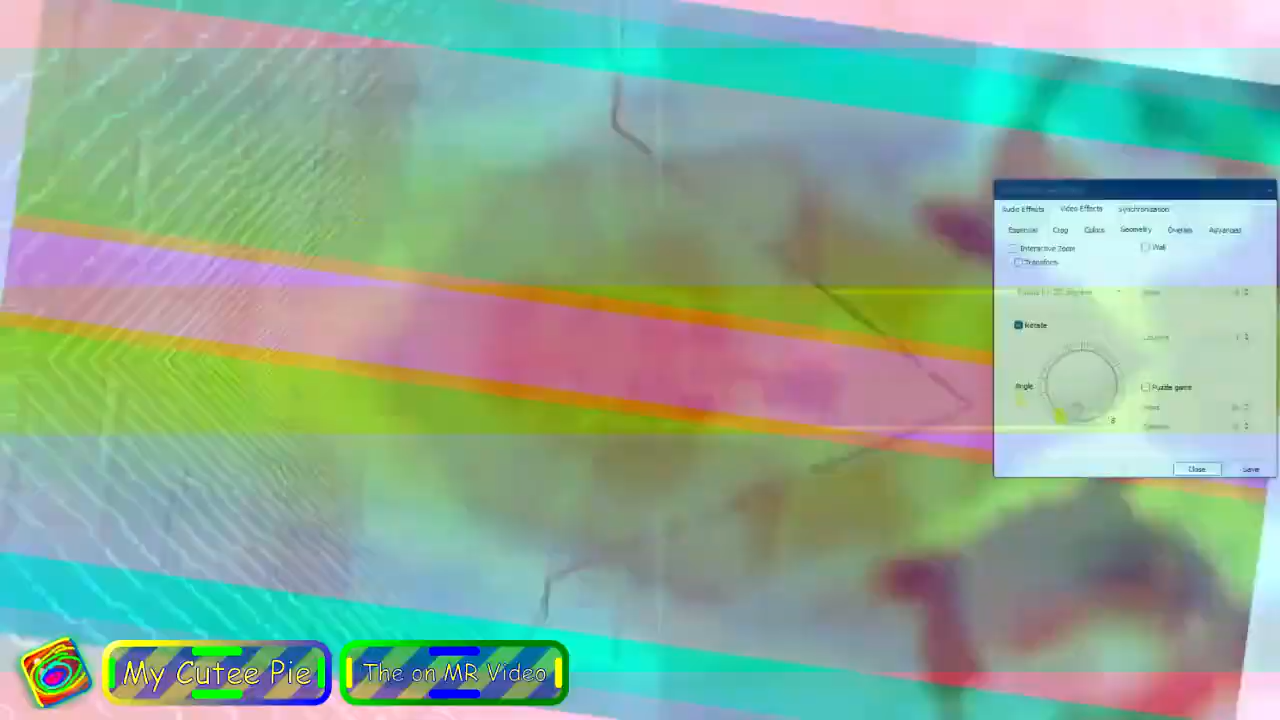 Audio Effects Video Effects Synchronization
Essential Crop Colors Geometry Overlay Advanced
Interactive Zoom
Wall
Transform
Rotate
Angle
Puzzle game
8
Close
Save
My Cutee Pie
The on MR Video